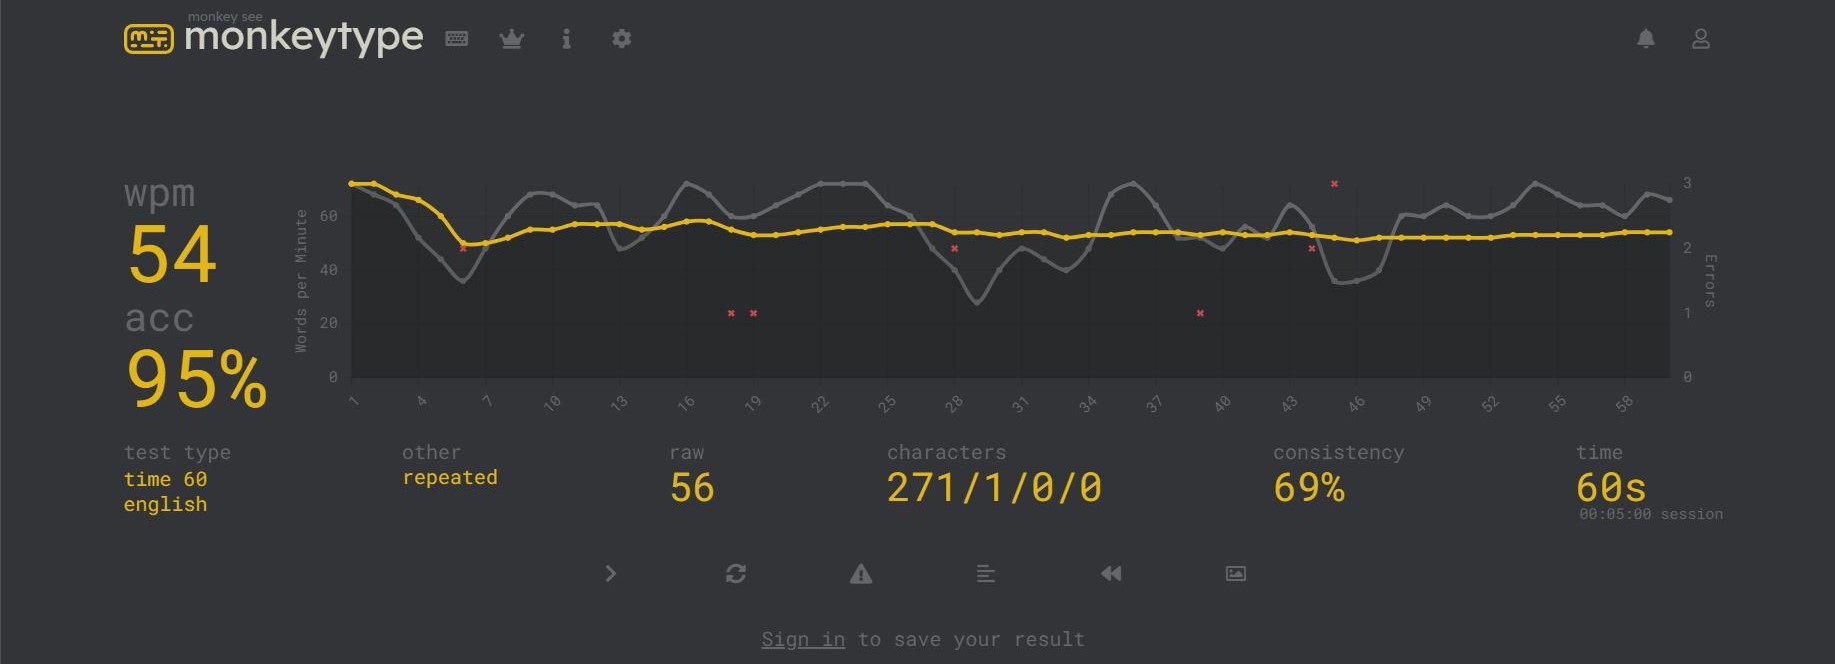 monkey see
monkeytype
wpm
54
acc
95%
Words per Minute
60
40
20
0
3
2
1
0
Errors
1 4 7 10 13 16 19 22 25 28 31 34 37 40 43 46 49 52 55 58
test type
time 60
english
other
repeated
raw
56
characters
271/1/0/0
consistency
69%
time
60s
00:05:00 session
Sign in to save your result